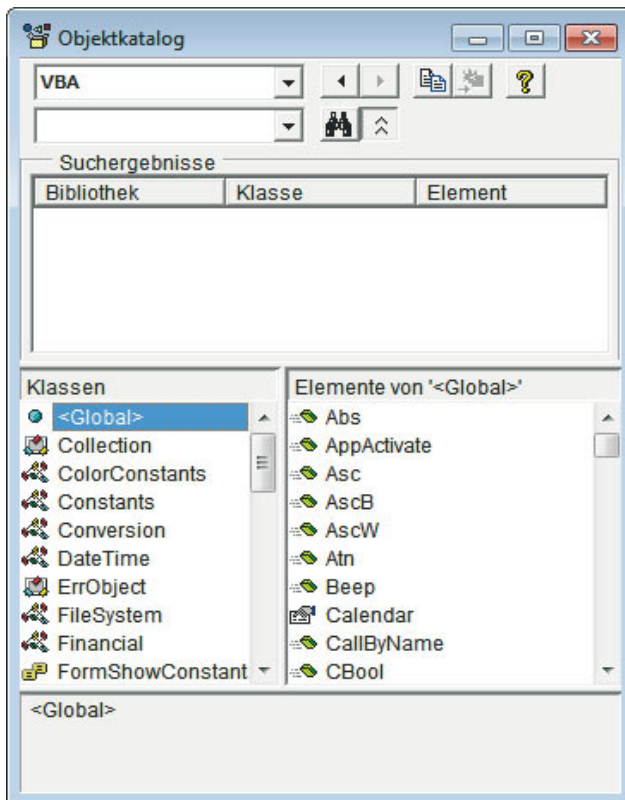 Objektkatalog
VBA
Suchergebnisse
Bibliothek Klasse Element
Klassen
<Global>
Collection
ColorConstants
Constants
Conversion
DateTime
ErrObject
FileSystem
Financial
FormShowConstant
Elemente von '<Global>'
Abs
AppActivate
Asc
AscB
AscW
Atn
Beep
Calendar
CallByName
CBool
<Global>